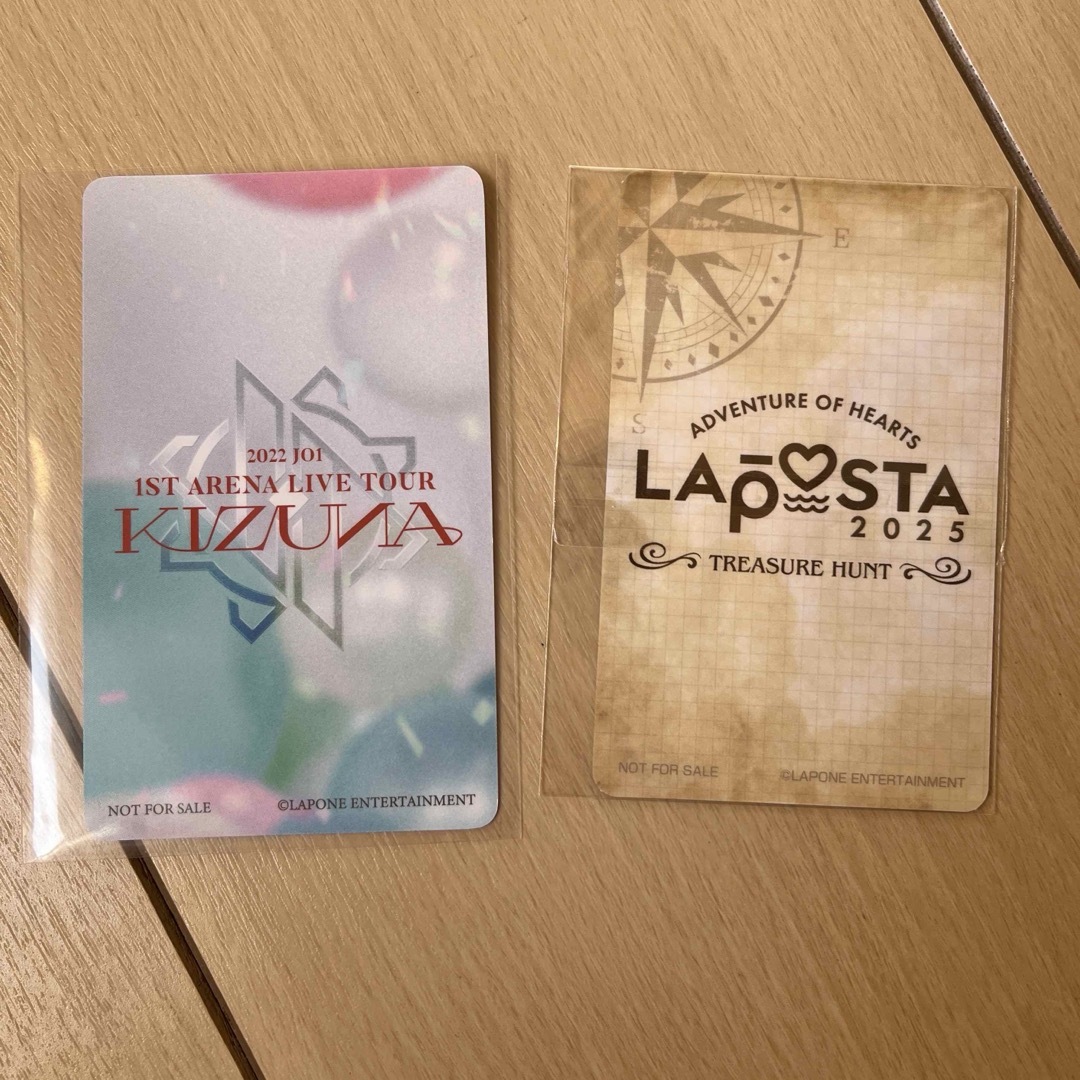 2022 JO1
1ST ARENA LIVE TOUR
KIZUNA
NOT FOR SALE
©LAPONE ENTERTAINMENT
E
S
ADVENTURE OF HEARTS
LAPOSTA
2025
TREASURE HUNT
NOT FOR SALE
©LAPONE ENTERTAINMENT